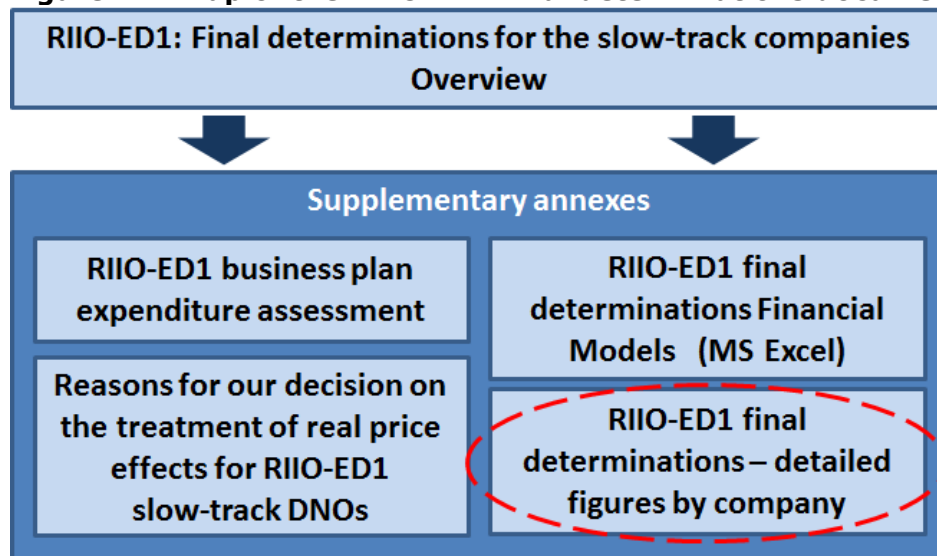 RIIO-ED1: Final determinations for the slow-track companies
Overview
Supplementary annexes
RIIO-ED1 business plan
expenditure assessment
Reasons for our decision on
the treatment of real price
effects for RIIO-ED1
slow-track DNOs
RIIO-ED1 final
determinations Financial
Models (MS Excel)
RIIO-ED1 final
determinations – detailed
figures by company